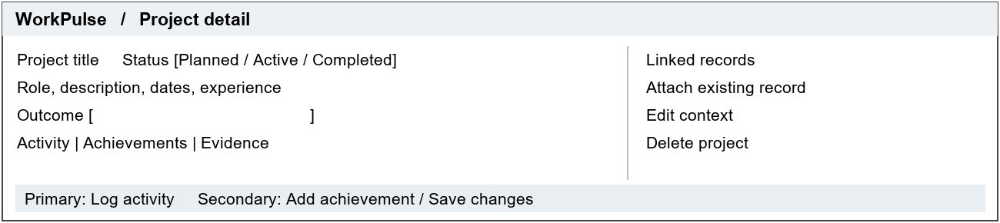 WorkPulse / Project detail
Project title Status [Planned / Active / Completed]
Role, description, dates, experience
Outcome [ ]
Activity | Achievements | Evidence
Linked records
Attach existing record
Edit context
Delete project
Primary: Log activity Secondary: Add achievement / Save changes